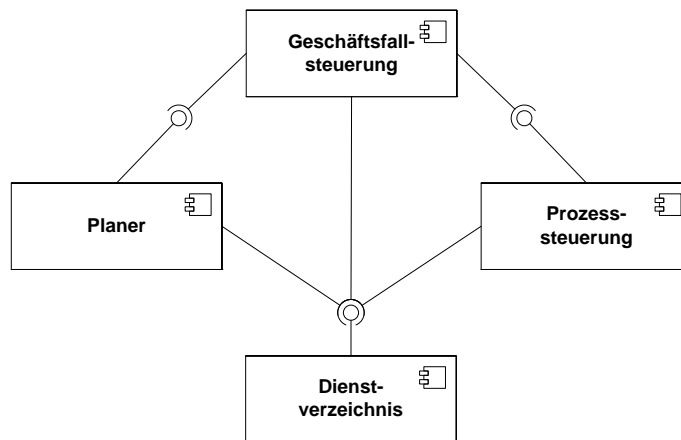 Geschäftsfall-
steuerung
Planer
Prozess-
steuerung
Dienst-
verzeichnis